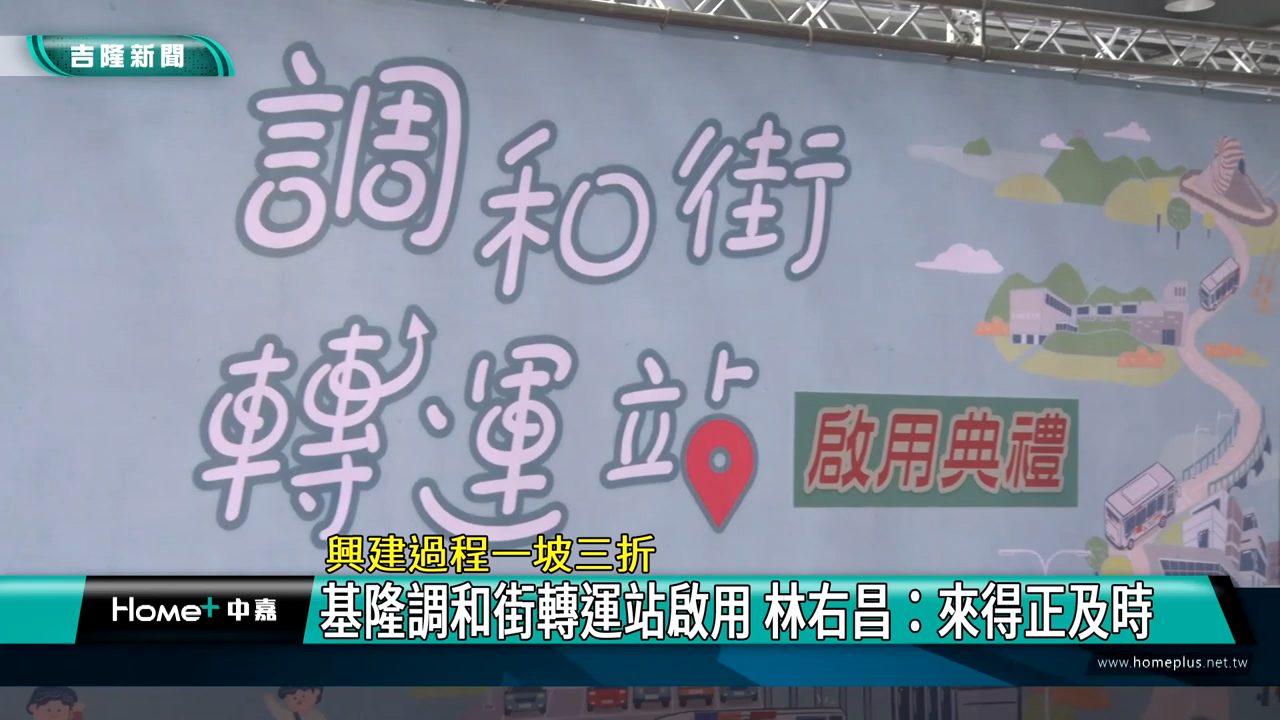 吉隆新聞
調和街
轉運站
啟用典禮
興建過程一坡三折
Home+中嘉
基隆調和街轉運站啟用 林右昌：來得正及時
www.homeplus.net.tw